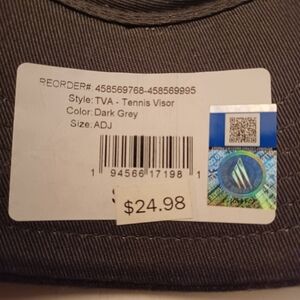 REORDER#: 458569768-458569995
Style: TVA - Tennis Visor
Color: Dark Grey
Size: ADJ
1 94566 17198 1
$24.98